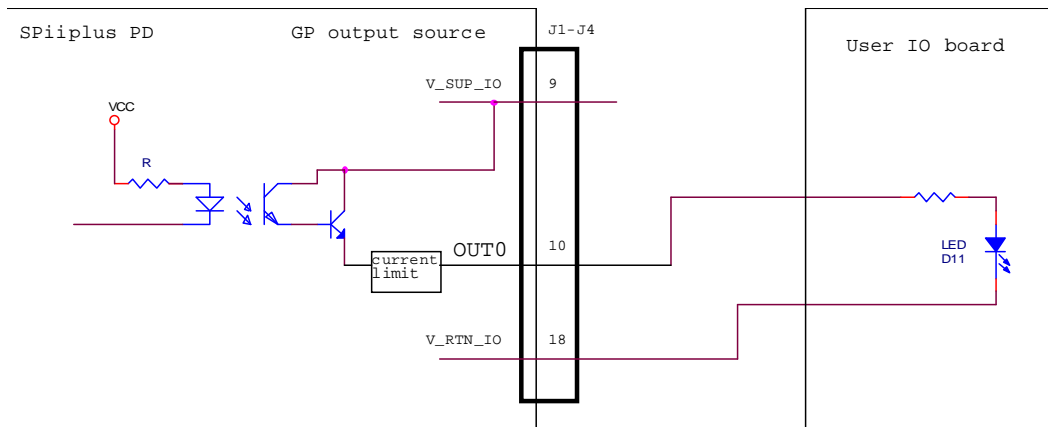 SPiiplus PD
GP output source
J1-J4
User IO board
V_SUP_IO
9
VCC
R
OUT0
10
current
limit
LED
D11
V_RTN_IO
18